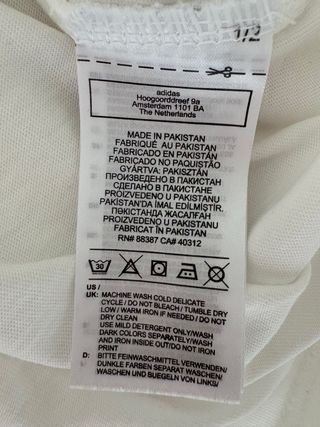 1/2
adidas
Hoogoorddreef 9a
Amsterdam 1101 BA
The Netherlands
MADE IN PAKISTAN
FABRIQUÉ AU PAKISTAN
FABRICADO EN PAKISTÁN
FABRICADO NO PAQUISTÃO
GYÁRTVA: PAKISZTÁN
ПРОИЗВЕДЕНО В ПАКИСТАН
СДЕЛАНО В ПАКИСТАНЕ
PROIZVEDENO U PAKISTANU
PAKİSTAN'DA İMAL EDİLMİŞTİR.
ПӘКІСТАНДА ЖАСАЛҒАН
PROIZVEDENO U PAKISTANU
FABRICAT ÎN PAKISTAN
RN# 88387 CA# 40312
30
US /
UK: MACHINE WASH COLD DELICATE
CYCLE / DO NOT BLEACH / TUMBLE DRY
LOW / WARM IRON IF NEEDED / DO NOT
DRY CLEAN
USE MILD DETERGENT ONLY/WASH
DARK COLORS SEPARATELY/WASH
AND IRON INSIDE OUT/DO NOT IRON
PRINT
D: BITTE FEINWASCHMITTEL VERWENDEN/
DUNKLE FARBEN SEPARAT WASCHEN/
WASCHEN UND BUEGELN VON LINKS/